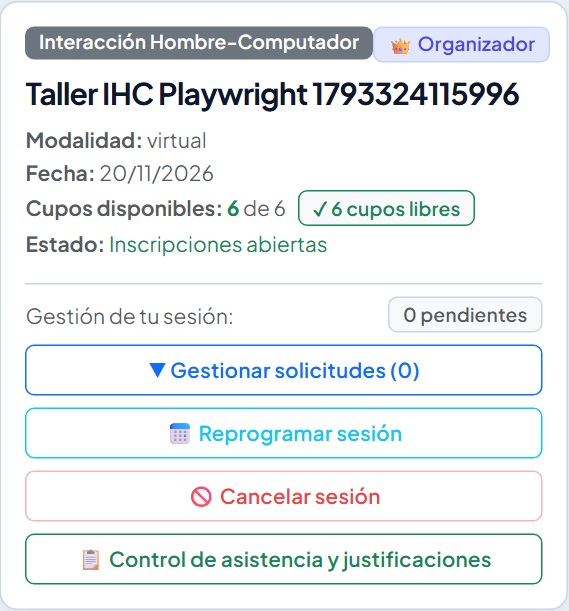 Interacción Hombre-Computador
Organizador
Taller IHC Playwright 1793324115996
Modalidad: virtual
Fecha: 20/11/2026
Cupos disponibles: 6 de 6 ✓ 6 cupos libres
Estado: Inscripciones abiertas
Gestión de tu sesión: 0 pendientes
▼ Gestionar solicitudes (0)
Reprogramar sesión
Cancelar sesión
Control de asistencia y justificaciones